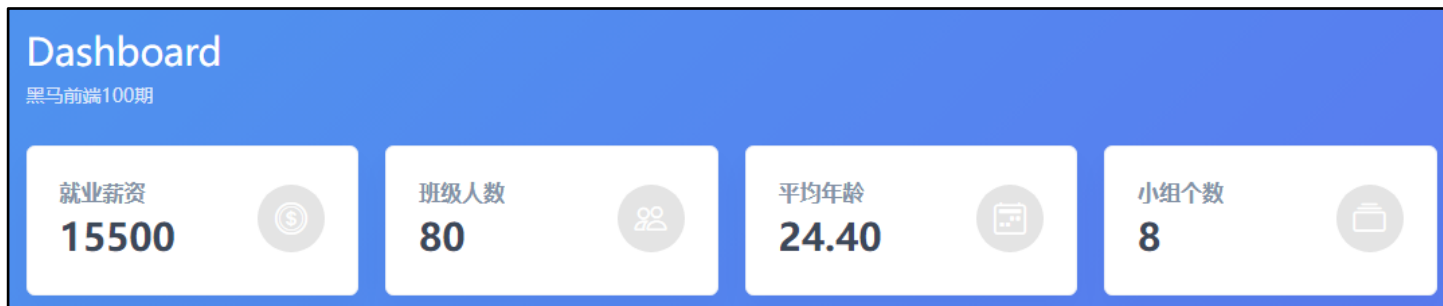 Dashboard
黑马前端100期
就业薪资
15500
班级人数
80
平均年龄
24.40
小组个数
8